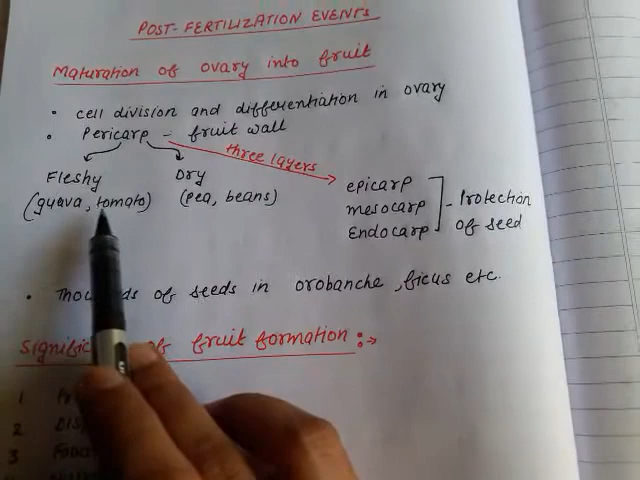 POST-FERTILIZATION EVENTS
Maturation of ovary into fruit
• cell division and differentiation in ovary
• Pericarp - fruit wall
three layers
Fleshy Dry
(guava, tomato) (pea, beans)
epicarp
mesocarp
Endocarp
- Protection
of seed
• of seeds in orobanche, ficus etc.
of fruit formation :→
1
2
3